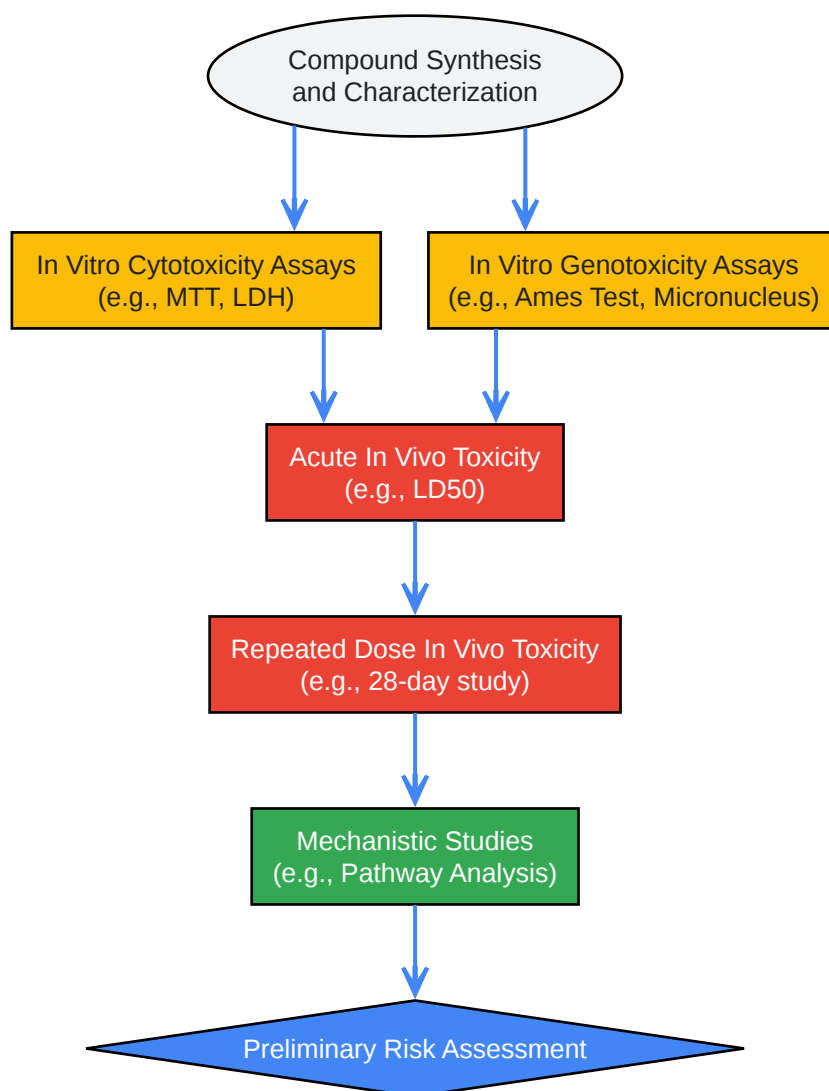 Compound Synthesis
and Characterization
In Vitro Cytotoxicity Assays
(e.g., MTT, LDH)
In Vitro Genotoxicity Assays
(e.g., Ames Test, Micronucleus)
Acute In Vivo Toxicity
(e.g., LD50)
Repeated Dose In Vivo Toxicity
(e.g., 28-day study)
Mechanistic Studies
(e.g., Pathway Analysis)
Preliminary Risk Assessment